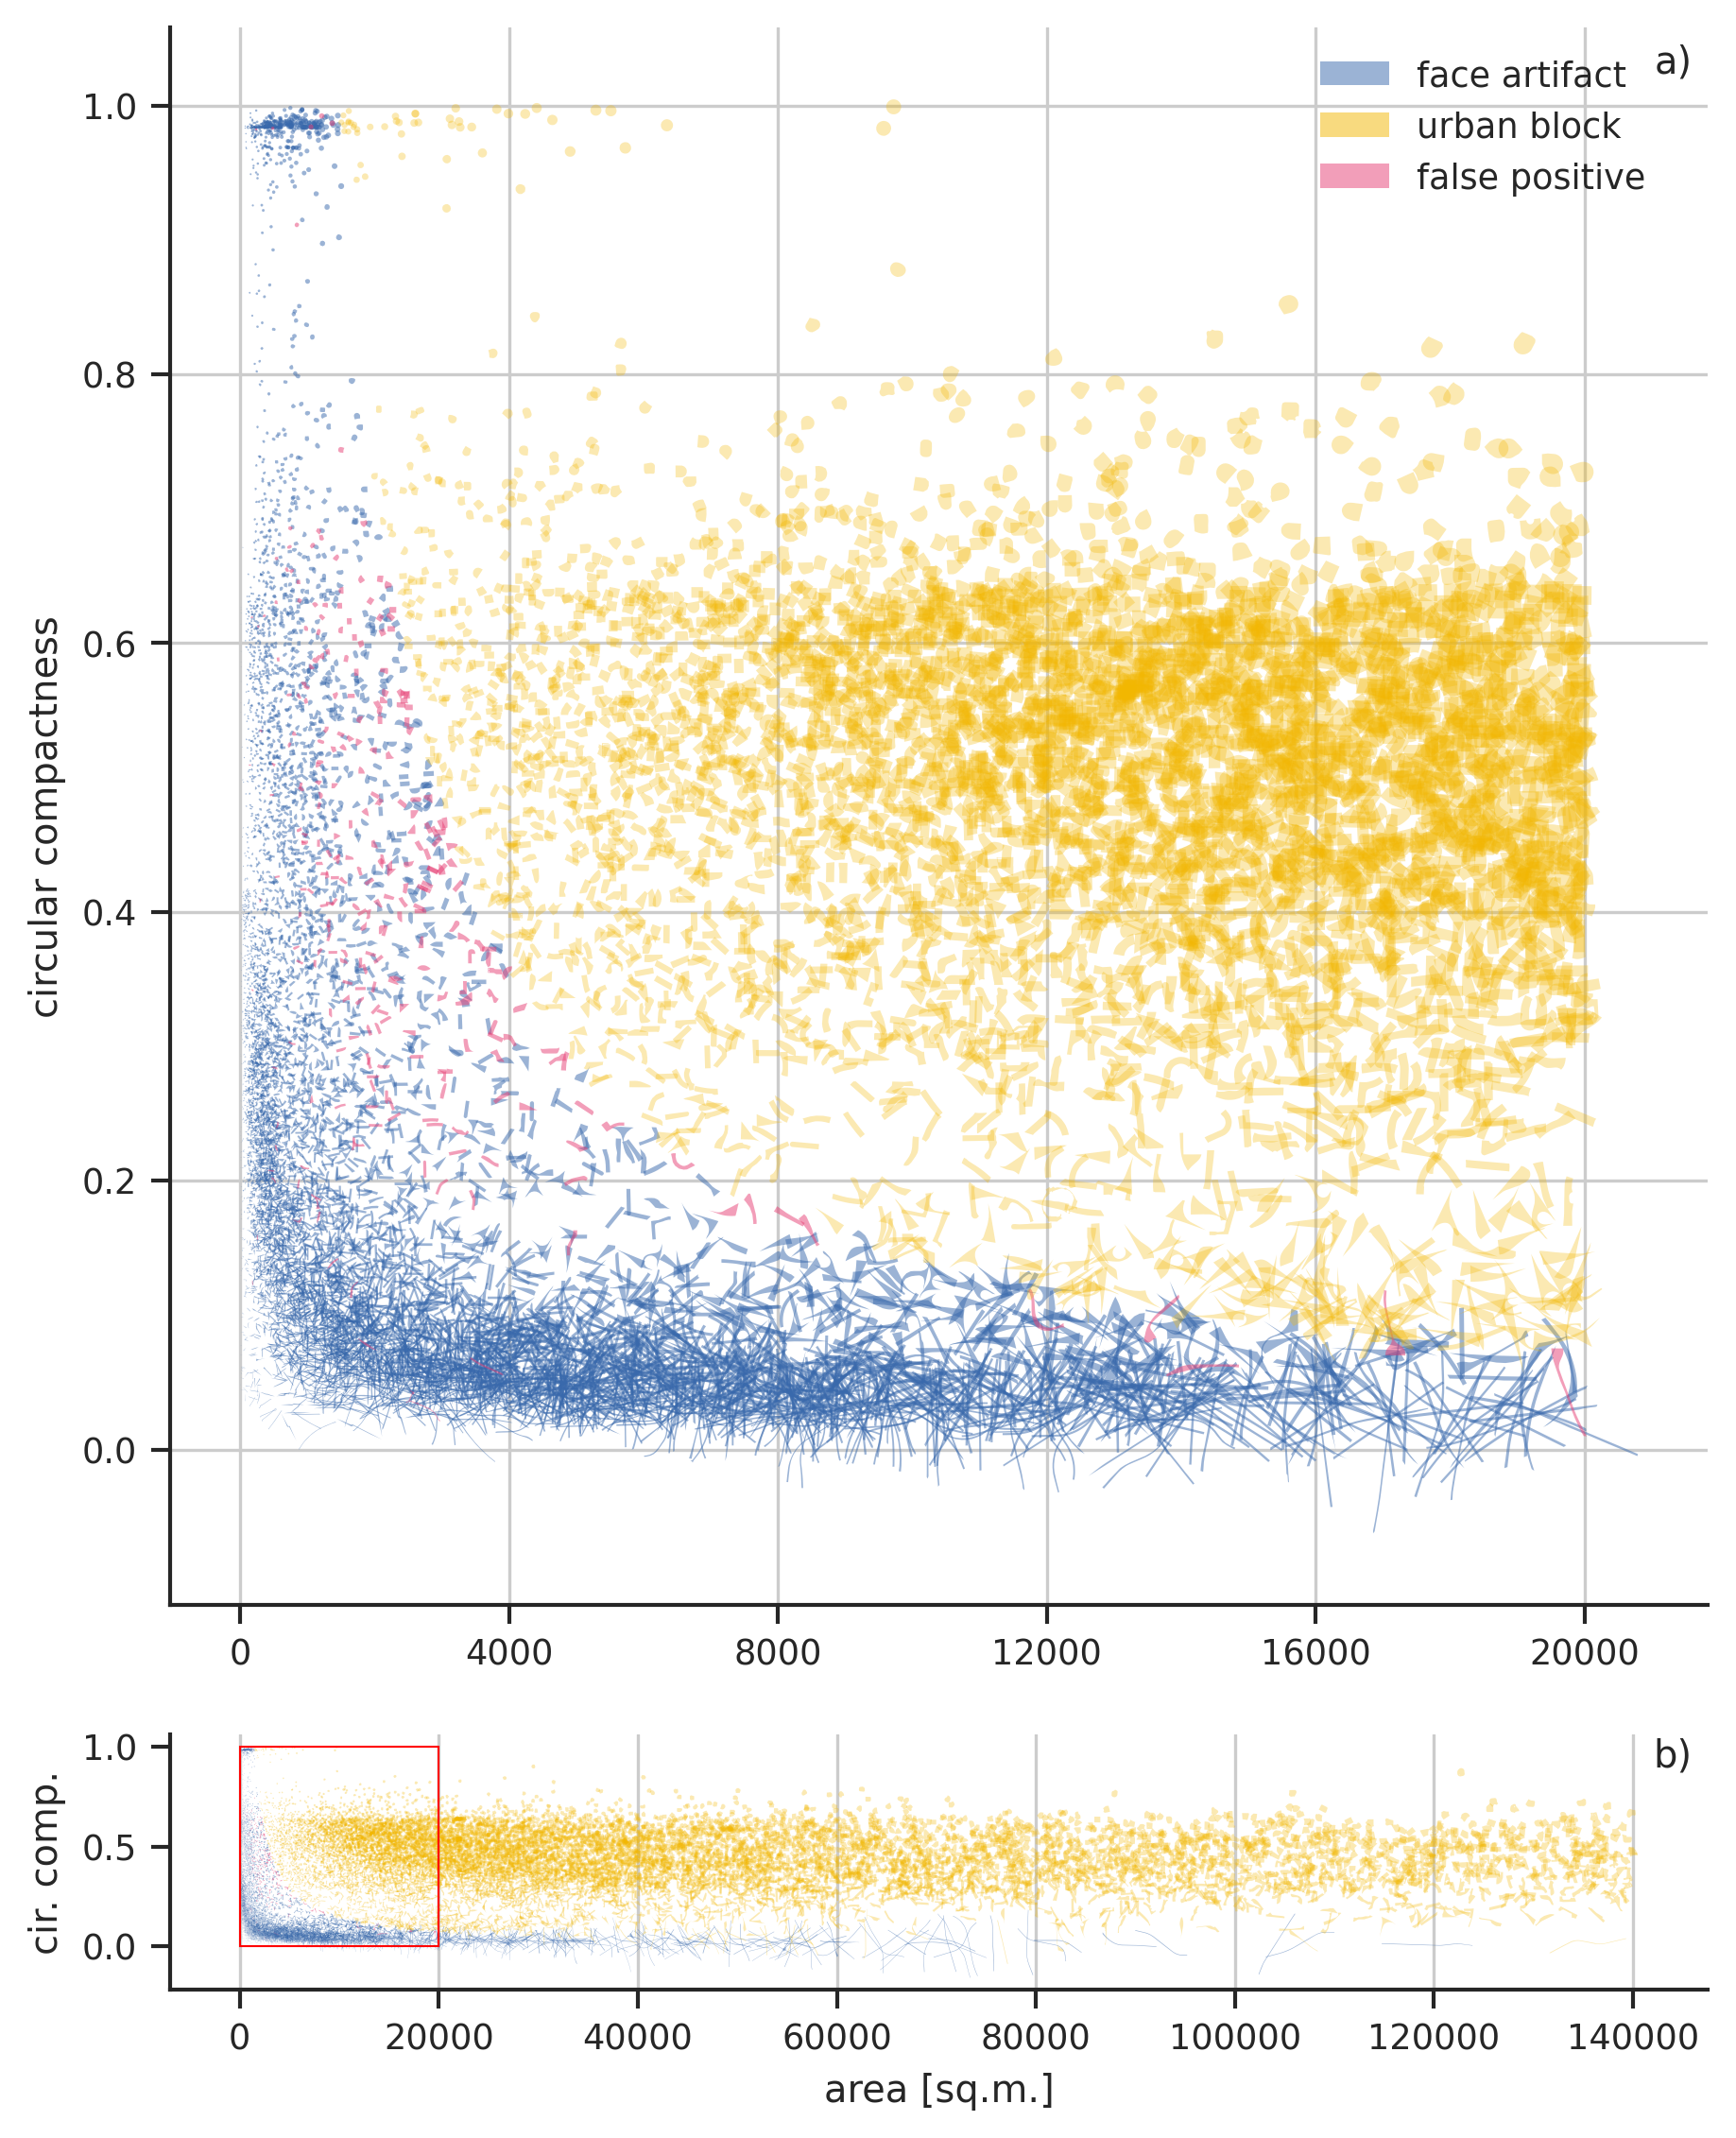 a)
face artifact
urban block
false positive
1.0
0.8
0.6
0.4
0.2
0.0
circular compactness
0 4000 8000 12000 16000 20000
b)
1.0
0.5
0.0
cir. comp.
0 20000 40000 60000 80000 100000 120000 140000
area [sq.m.]